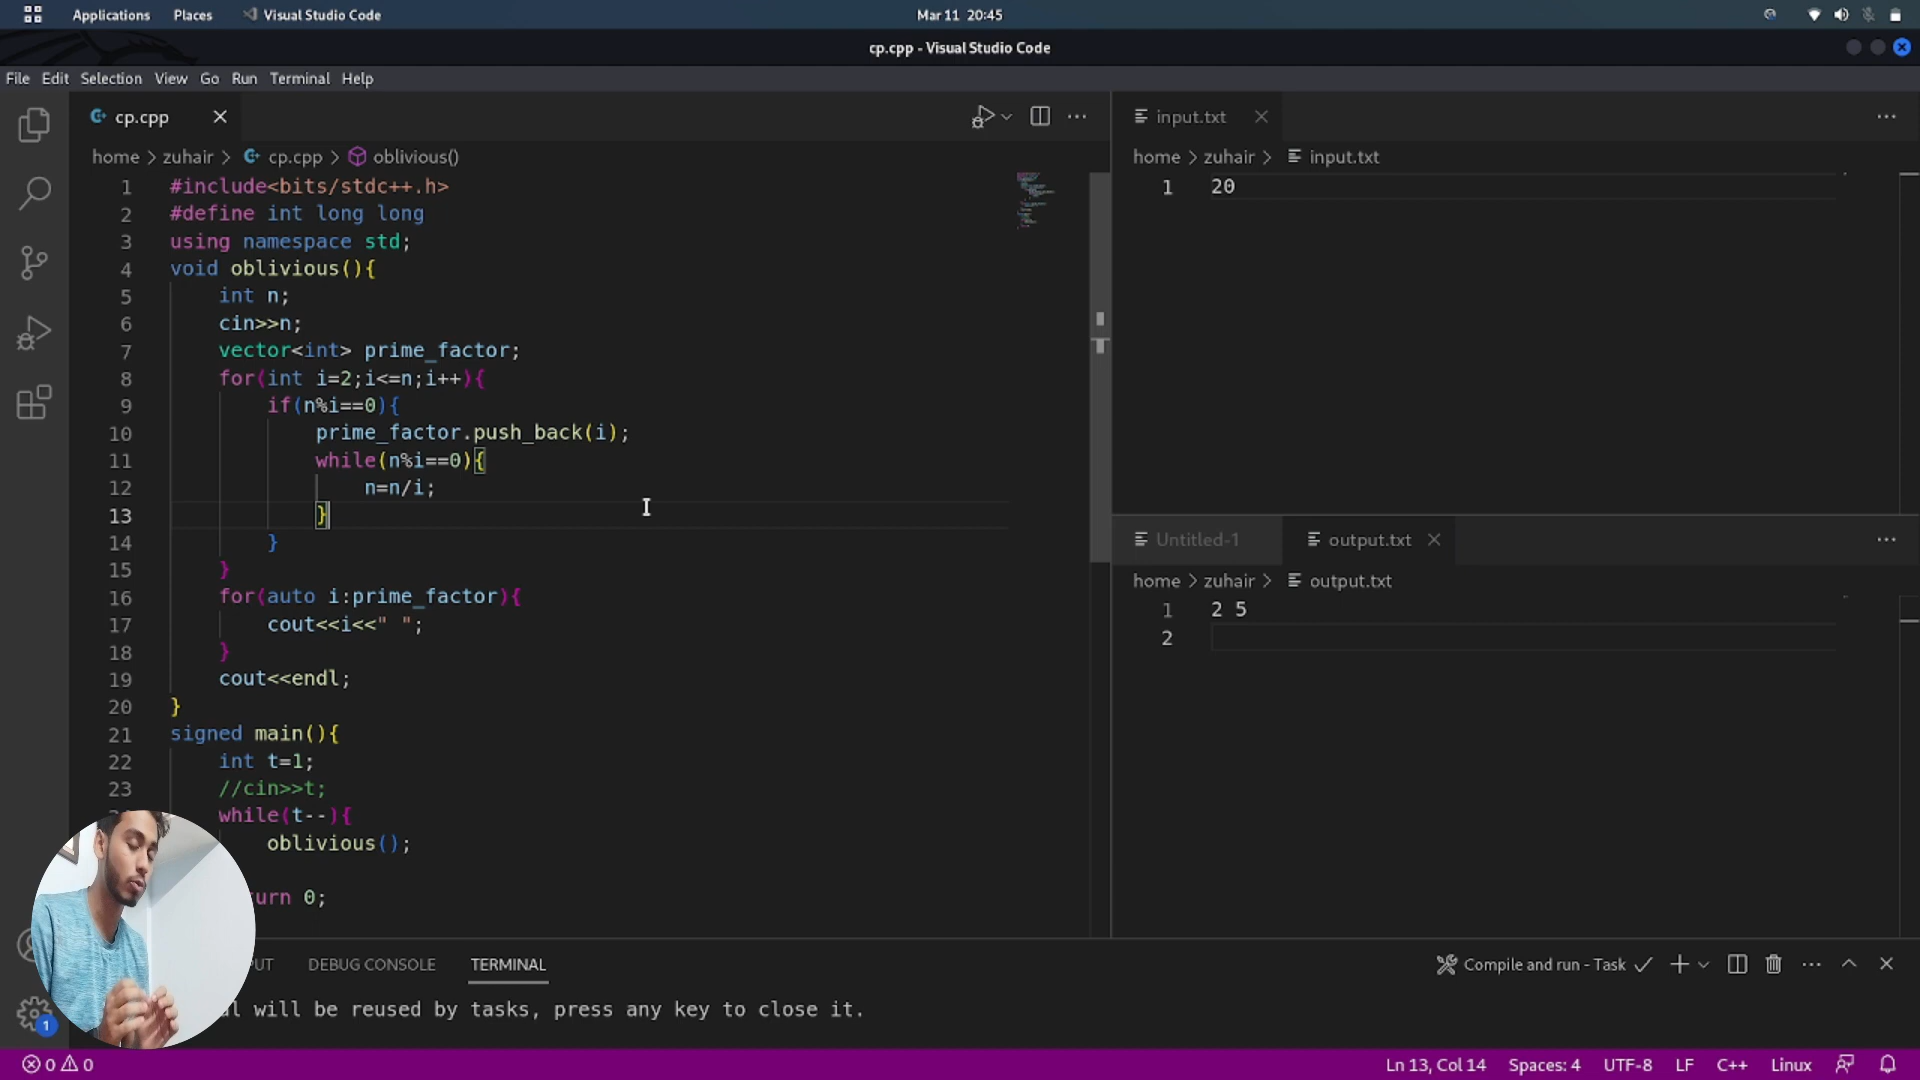 Applications Places Visual Studio Code Mar 11 20:45
cp.cpp - Visual Studio Code
File Edit Selection View Go Run Terminal Help
cp.cpp
home > zuhair > cp.cpp > oblivious()
1 #include<bits/stdc++.h>
2 #define int long long
3 using namespace std;
4 void oblivious(){
5 int n;
6 cin>>n;
7 vector<int> prime_factor;
8 for(int i=2;i<=n;i++){
9 if(n%i==0){
10 prime_factor.push_back(i);
11 while(n%i==0){
12 n=n/i;
13 }
14 }
15 }
16 for(auto i:prime_factor){
17 cout<<i<<" ";
18 }
19 cout<<endl;
20 }
21 signed main(){
22 int t=1;
23 //cin>>t;
while(t--){
oblivious();
urn 0;
input.txt
home > zuhair > input.txt
1 20
Untitled-1 output.txt
home > zuhair > output.txt
1 2 5
2
PUT DEBUG CONSOLE TERMINAL Compile and run - Task
al will be reused by tasks, press any key to close it.
1
0 0 Ln 13, Col 14 Spaces: 4 UTF-8 LF C++ Linux